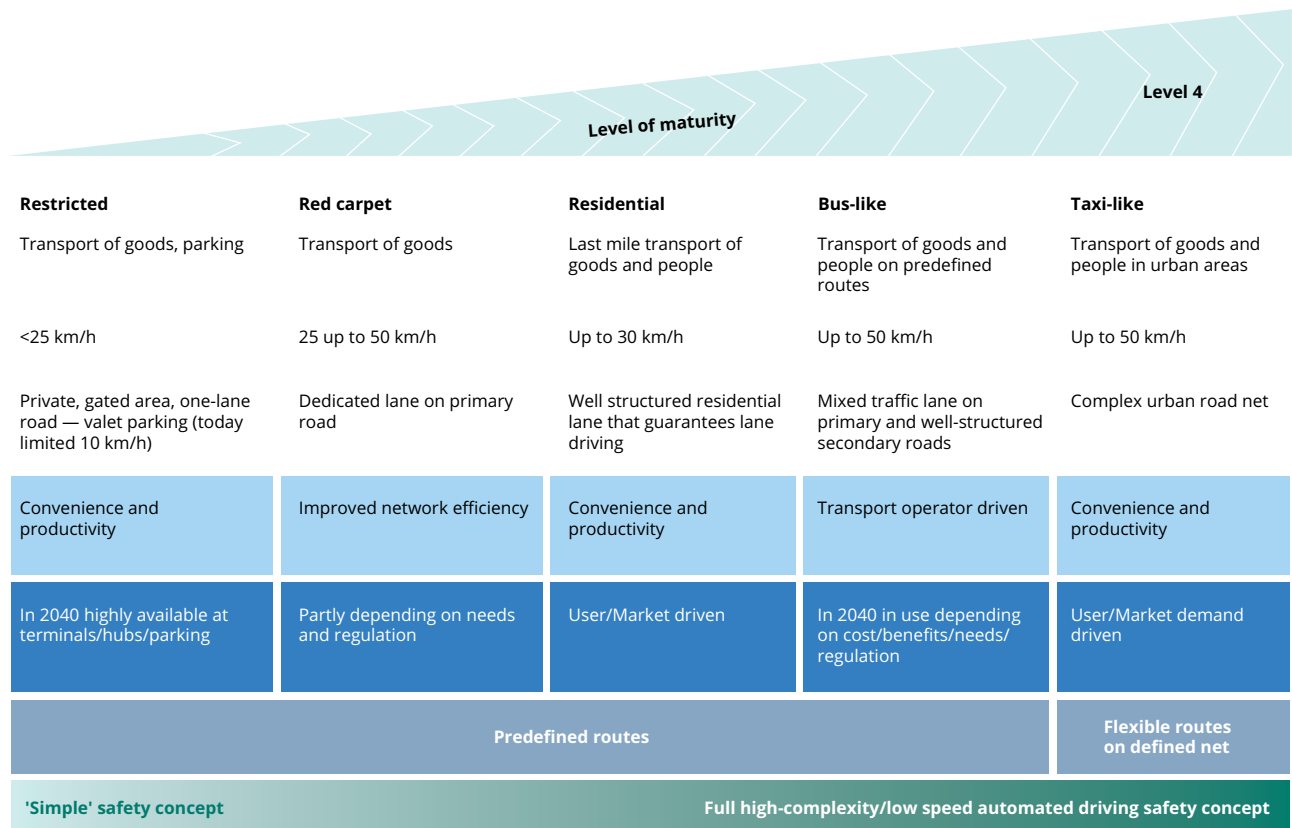 Level 4
Level of maturity
Restricted
Red carpet
Residential
Bus-like
Taxi-like
Transport of goods, parking
Transport of goods
Last mile transport of
goods and people
Transport of goods and
people on predefined
routes
Transport of goods and
people in urban areas
<25 km/h
25 up to 50 km/h
Up to 30 km/h
Up to 50 km/h
Up to 50 km/h
Private, gated area, one-lane
road — valet parking (today
limited 10 km/h)
Dedicated lane on primary
road
Well structured residential
lane that guarantees lane
driving
Mixed traffic lane on
primary and well-structured
secondary roads
Complex urban road net
Convenience and
productivity
Improved network efficiency
Convenience and
productivity
Transport operator driven
Convenience and
productivity
In 2040 highly available at
terminals/hubs/parking
Partly depending on needs
and regulation
User/Market driven
In 2040 in use depending
on cost/benefits/needs/
regulation
User/Market demand
driven
Predefined routes
Flexible routes
on defined net
'Simple' safety concept
Full high-complexity/low speed automated driving safety concept